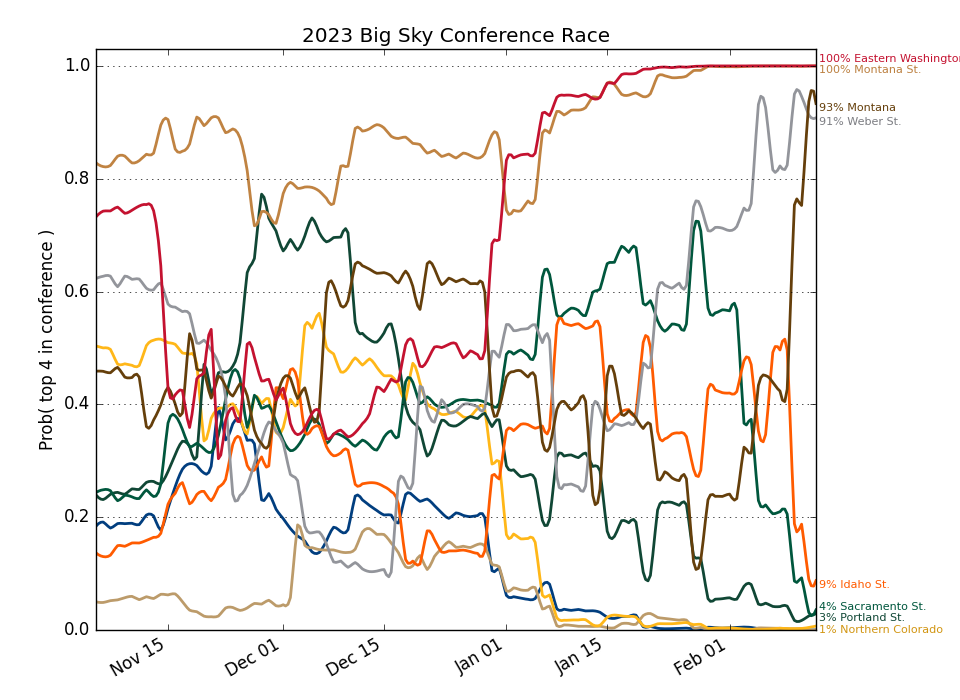 2023 Big Sky Conference Race
Prob( top 4 in conference )
1.0
0.8
0.6
0.4
0.2
0.0
Nov 15
Dec 01
Dec 15
Jan 01
Jan 15
Feb 01
100% Eastern Washington
100% Montana St.
93% Montana
91% Weber St.
9% Idaho St.
4% Sacramento St.
3% Portland St.
1% Northern Colorado